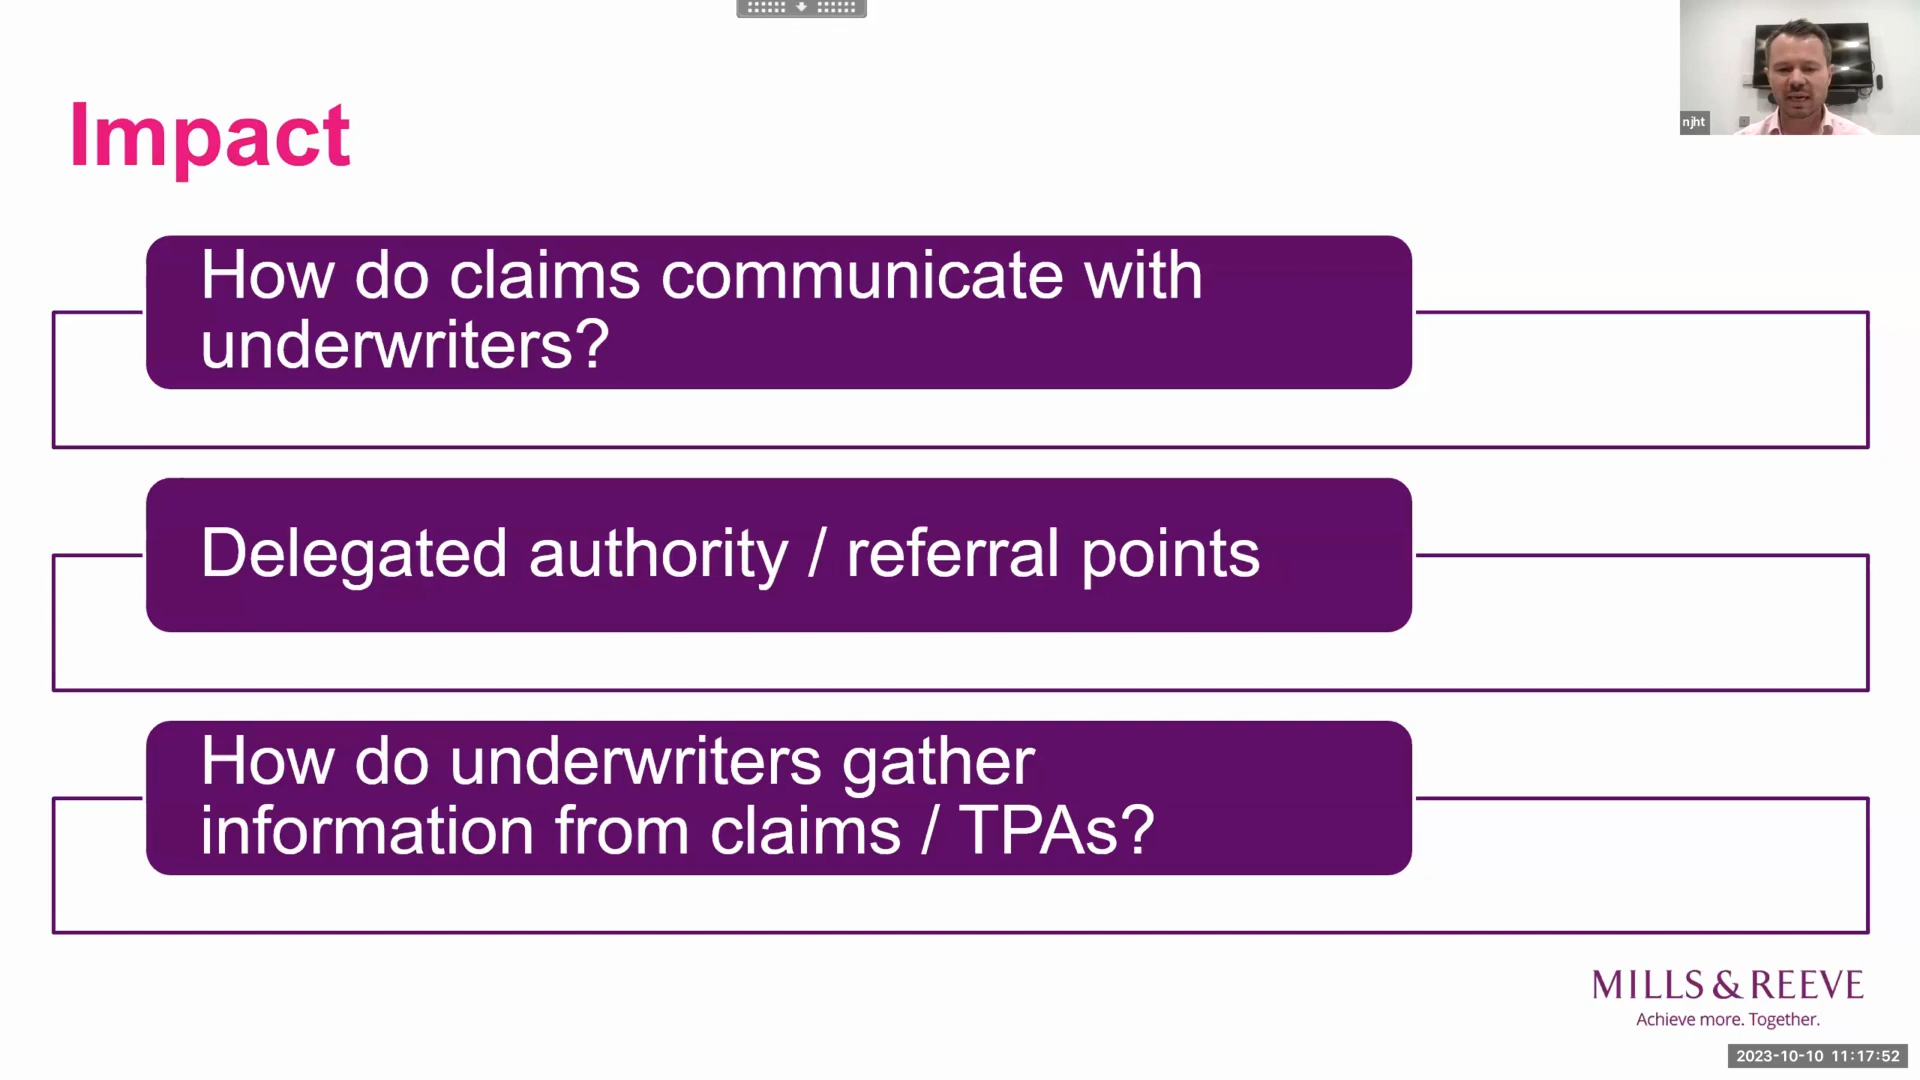 Impact
njht
How do claims communicate with
underwriters?
Delegated authority / referral points
How do underwriters gather
information from claims / TPAs?
MILLS & REEVE
Achieve more. Together.
2023-10-10 11:17:52